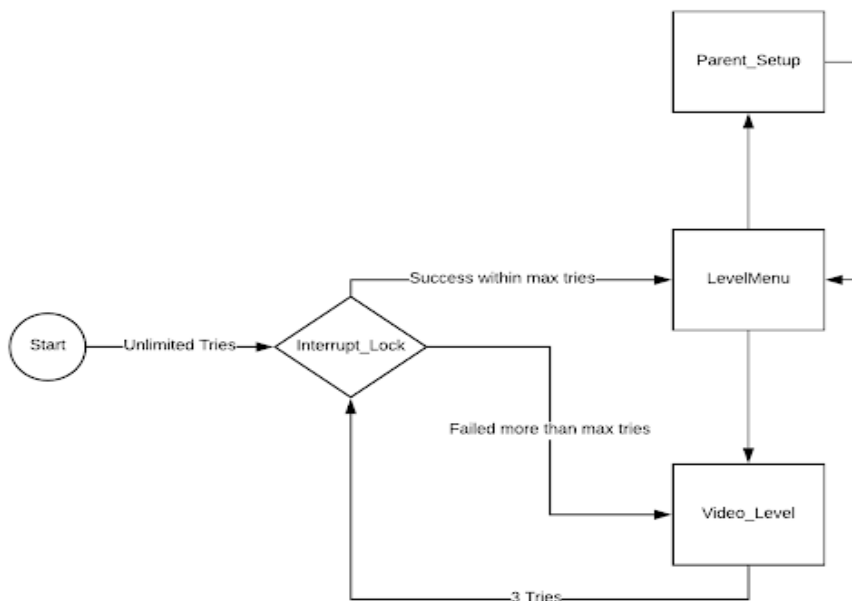 Parent_Setup
Success within max tries
LevelMenu
Start
Unlimited Tries
Interrupt_Lock
Failed more than max tries
Video_Level
3 Tries